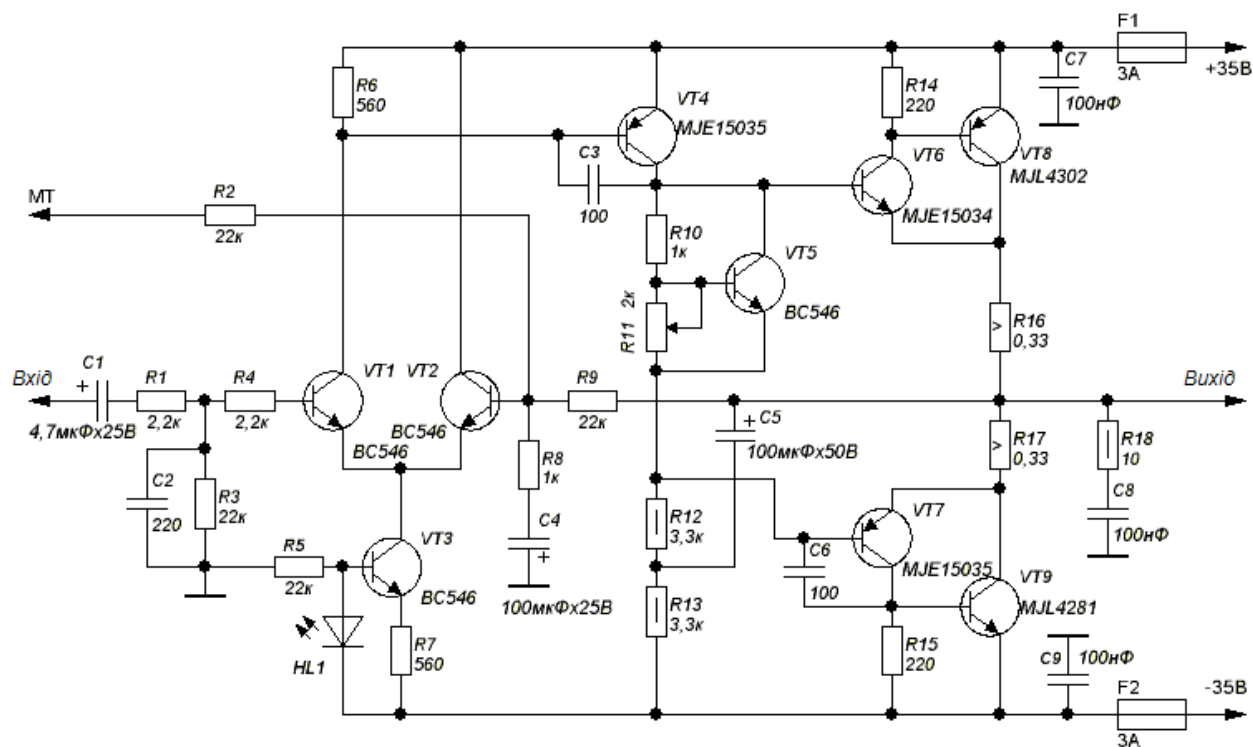 F1
3А
+35В
C7
100нФ
R6
560
VT4
MJE15035
R14
220
VT8
MJL4302
VT6
MJE15034
C3
100
МТ
R2
22к
R10
1к
VT5
BC546
R11 2к
R16
0,33
C1
+
Вхід
4,7мкФх25В
R1
2,2к
R4
2,2к
VT1
BC546
VT2
BC546
R9
22к
+
C5
100мкФх50В
Вихід
R17
0,33
R18
10
C8
100нФ
R8
1к
C4
+
100мкФх25В
C2
220
R3
22к
R5
22к
VT3
BC546
R12
3,3к
R13
3,3к
C6
100
VT7
MJE15035
VT9
MJL4281
R7
560
HL1
R15
220
C9
100нФ
F2
3А
-35В